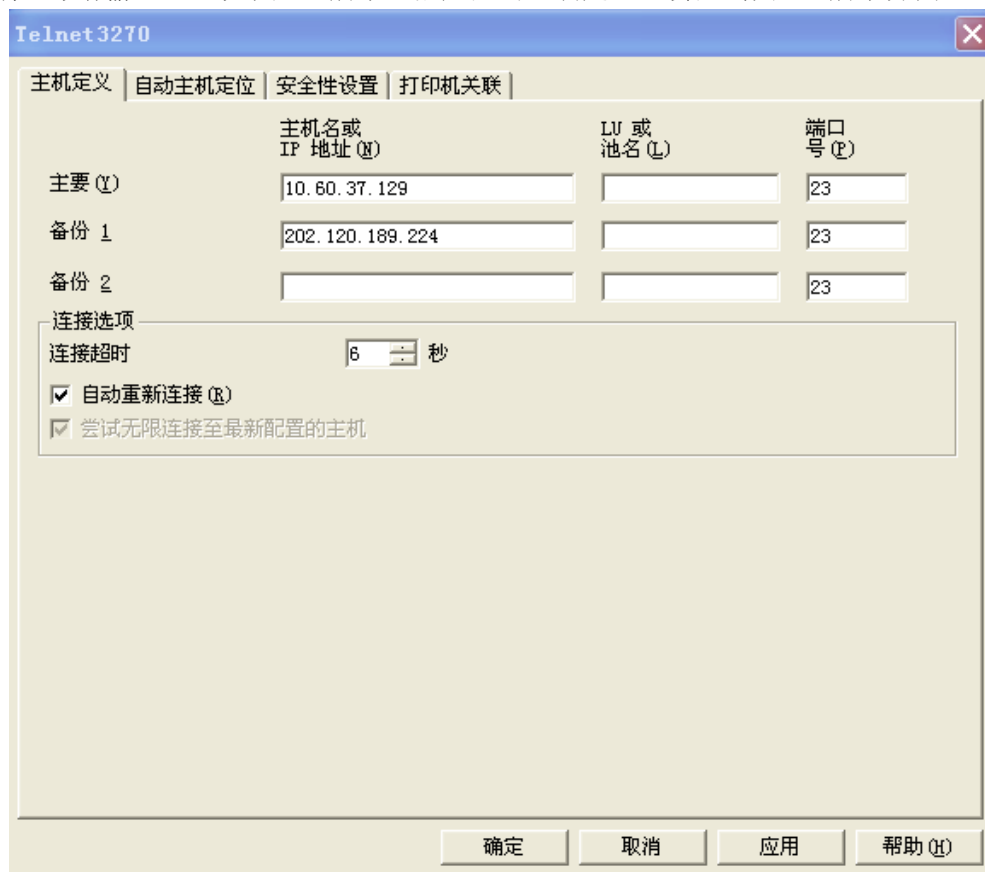 Telnet3270
主机定义 自动主机定位 安全性设置 打印机关联
主机名或 LU 或 端口
IP 地址(N) 池名(L) 号(P)
主要(Y) 10.60.37.129 23
备份 1 202.120.189.224 23
备份 2 23
连接选项
连接超时 6 秒
自动重新连接(R)
尝试无限连接至最新配置的主机
确定 取消 应用 帮助(H)